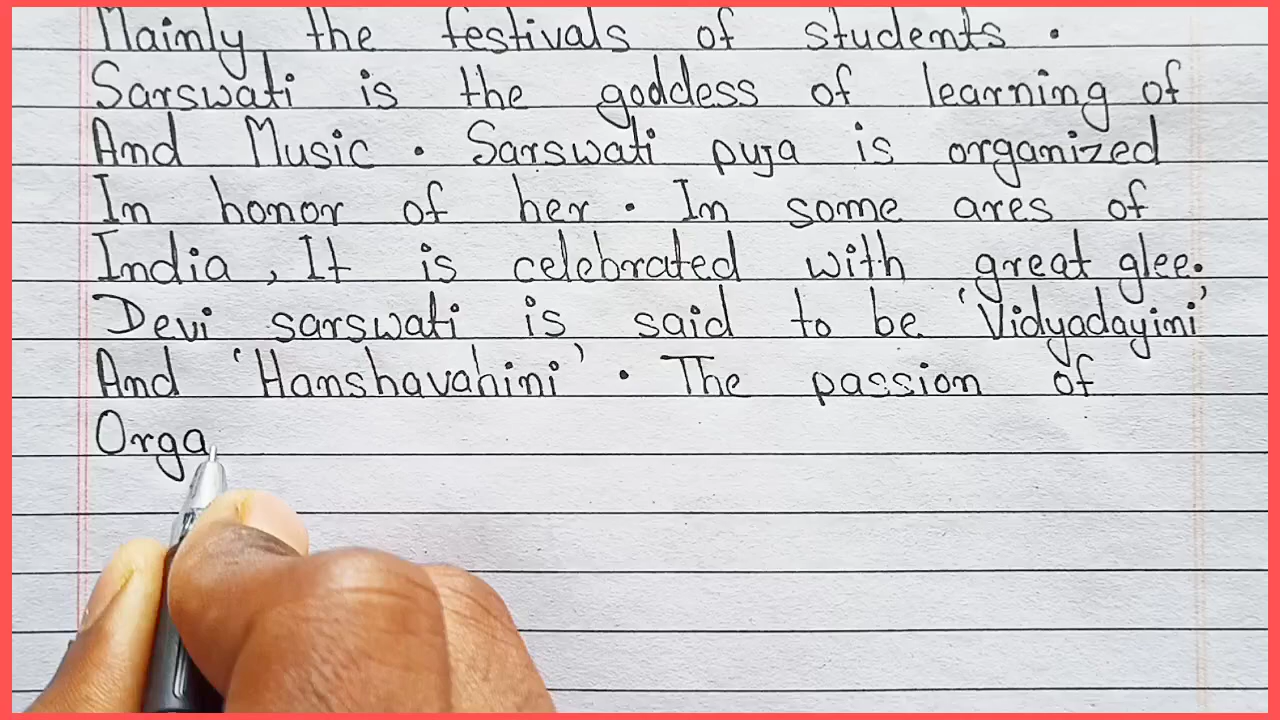 Mainly the festivals of students .
Sarswati is the goddess of learning of
And Music . Sarswati puja is organized
In honor of her . In some ares of
India , It is celebrated with great glee.
Devi sarswati is said to be 'Vidyadayini'
And 'Hanshavahini' . The passion of
Orga